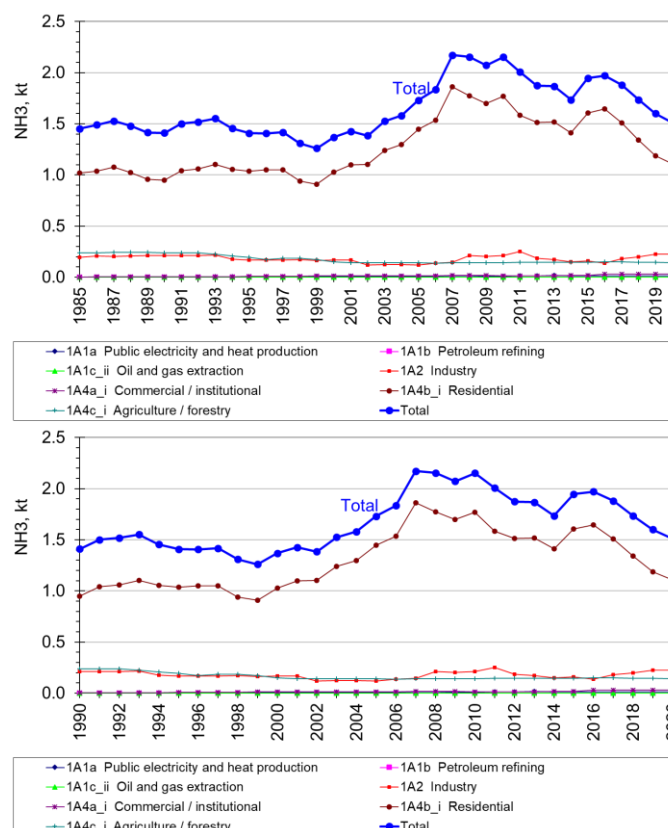 2.5
2.0
1.5
1.0
0.5
0.0
NH3, kt
Total
1985
1987
1989
1991
1993
1995
1997
1999
2001
2003
2005
2007
2009
2011
2013
2015
2017
2019
1A1a Public electricity and heat production
1A1b Petroleum refining
1A1c_ii Oil and gas extraction
1A2 Industry
1A4a_i Commercial / institutional
1A4b_i Residential
1A4c_i Agriculture / forestry
Total
2.5
2.0
1.5
1.0
0.5
0.0
NH3, kt
Total
1990
1992
1994
1996
1998
2000
2002
2004
2006
2008
2010
2012
2014
2016
2018
1A1a Public electricity and heat production
1A1b Petroleum refining
1A1c_ii Oil and gas extraction
1A2 Industry
1A4a_i Commercial / institutional
1A4b_i Residential
1A4c_i Agriculture / forestry
Total